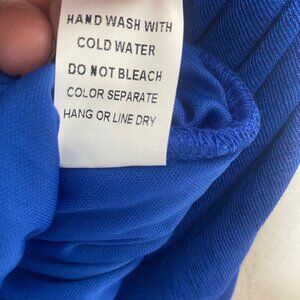 HAND WASH WITH
COLD WATER
DO NOT BLEACH
COLOR SEPARATE
HANG OR LINE DRY